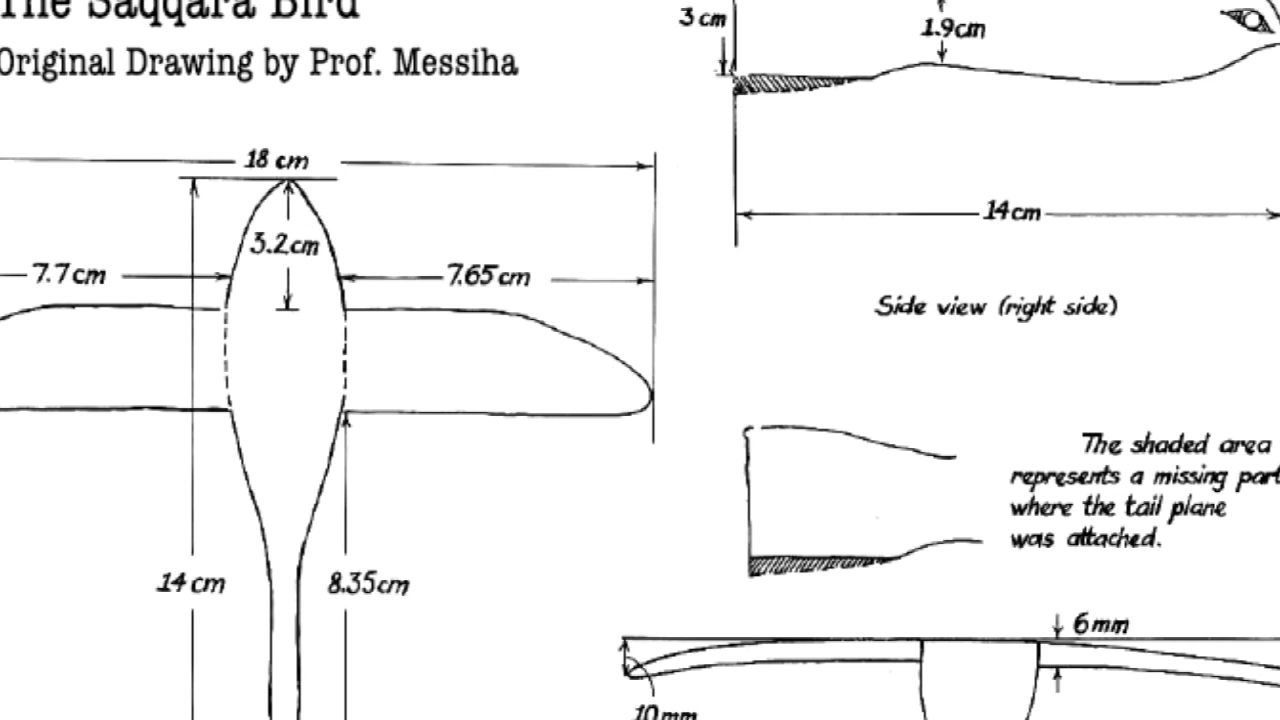 The Saqqara Bird
Original Drawing by Prof. Messiha
18 cm
3.2cm
7.7cm
7.65cm
14 cm
8.35cm
3 cm
1.9cm
14cm
Side view (right side)
The shaded area
represents a missing part
where the tail plane
was attached.
6mm
10mm